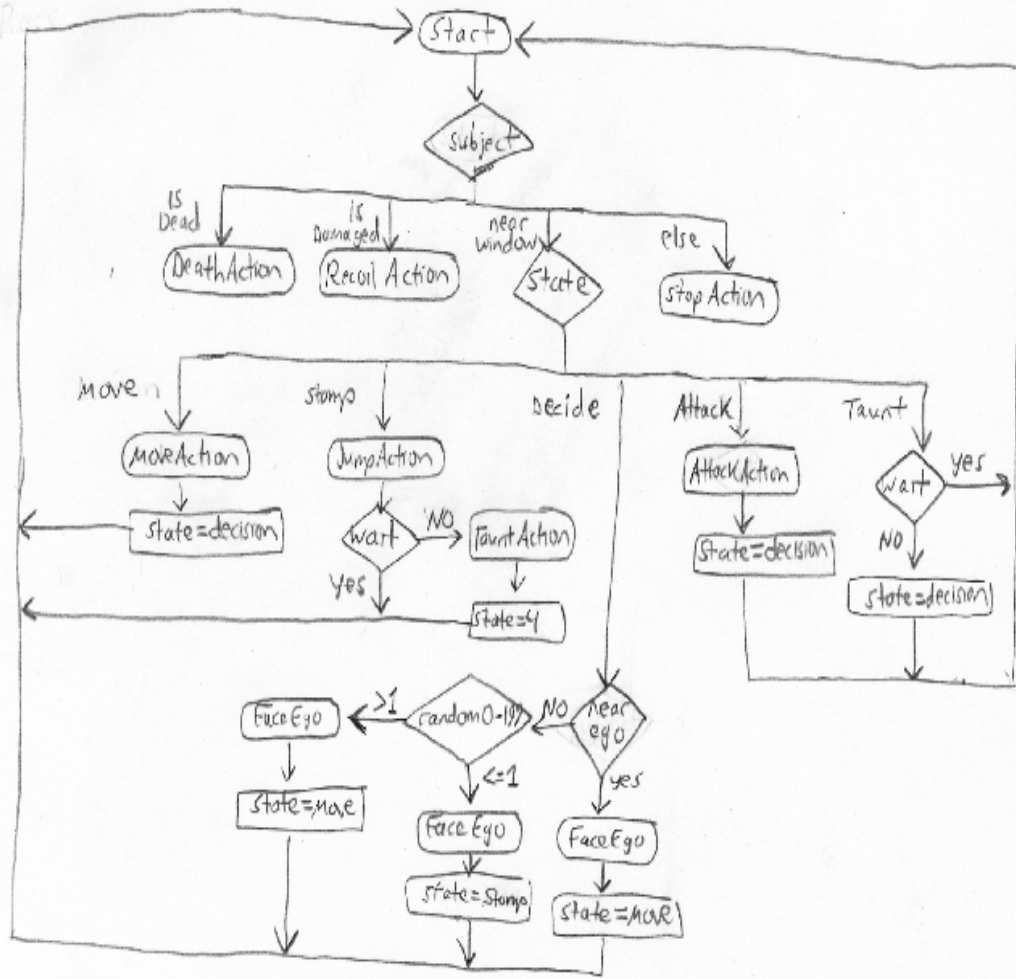 Start
subject
is
Dead
is
Damaged
near
window
else
DeathAction
Recoil Action
State
StopAction
Move
Stomp
Decide
Attack
Taunt
MoveAction
JumpAction
AttackAction
wait
yes
state=decision
wait
NO
TauntAction
state=decision
NO
state=decision
yes
state=4
FaceEgo
>1
random0-199
NO
near
ego
state=Move
<=1
yes
FaceEgo
FaceEgo
state=Stomp
state=Move